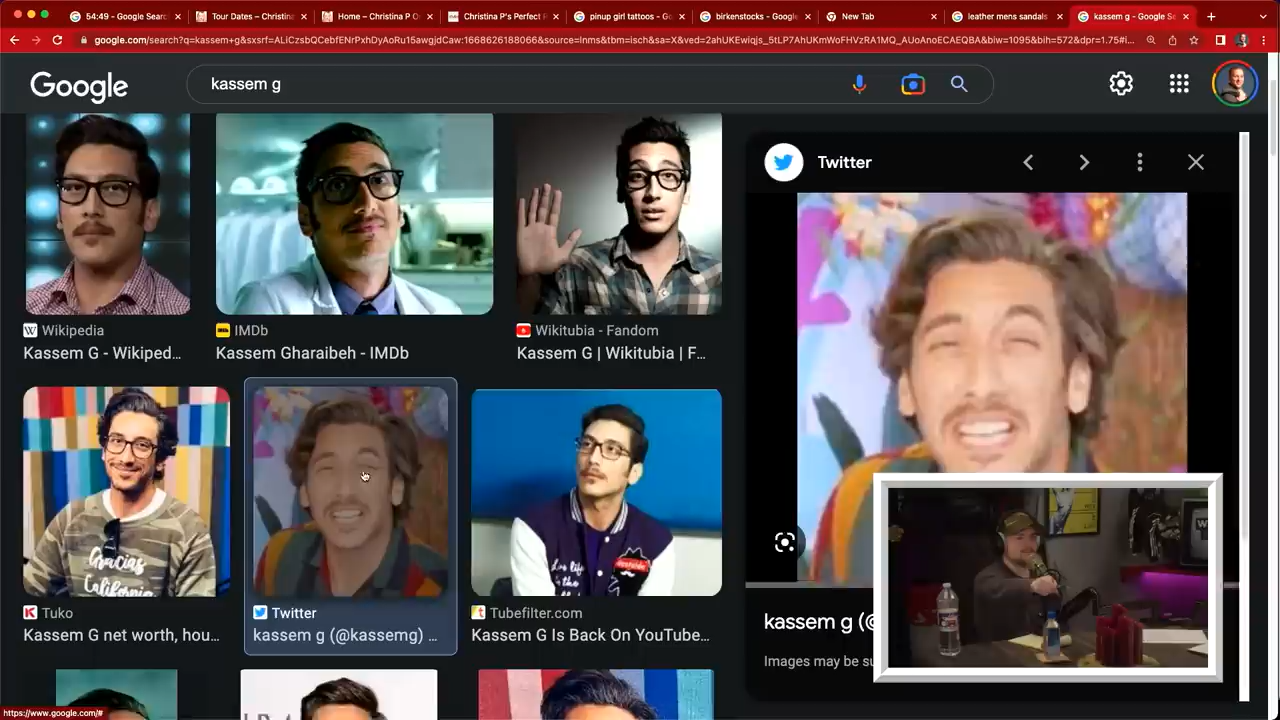 54:49 - Google Searc
Tour Dates – Christina
Home – Christina P O
Christina P's Perfect
pinup girl tattoos - Go
birkenstocks - Google
New Tab
leather mens sandals
kassem g - Google Se
google.com/search?q=kassem+g&sxsrf=ALiCzsbQCebfENrPxhDyAoRu15awgjdCaw:1668626188066&source=lnms&tbm=isch&sa=X&ved=2ahUKEwiqjs_5tLP7AhUKmWoFHVzRA1MQ_AUoAnoECAEQBA&biw=1095&bih=572&dpr=1.75#i...
Google
kassem g
Twitter
Wikipedia
Kassem G - Wikiped...
IMDb
Kassem Gharaibeh - IMDb
Wikitubia - Fandom
Kassem G | Wikitubia | F...
Gracias
California
Tuko
Kassem G net worth, hou...
Twitter
kassem g (@kassemg) ...
Tubefilter.com
Kassem G Is Back On YouTube...
kassem g (@
Images may be su
https://www.google.com/#